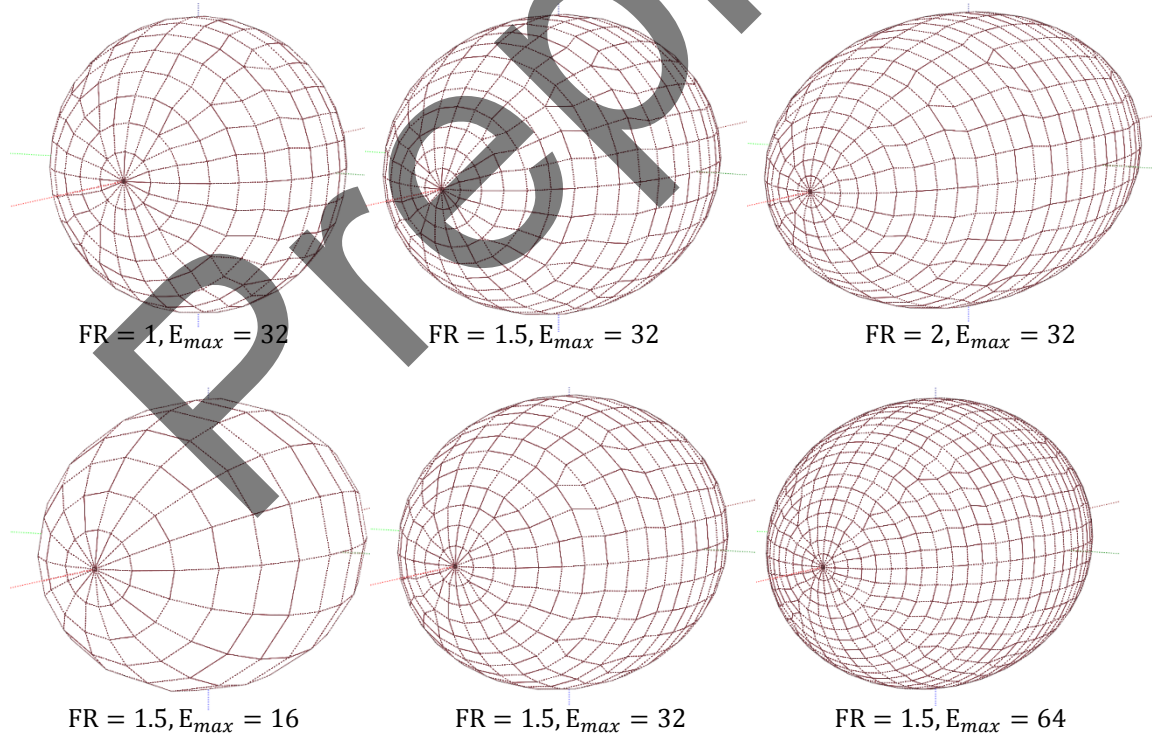 Prepr
FR = 1, E_max = 32
FR = 1.5, E_max = 32
FR = 2, E_max = 32
FR = 1.5, E_max = 16
FR = 1.5, E_max = 32
FR = 1.5, E_max = 64